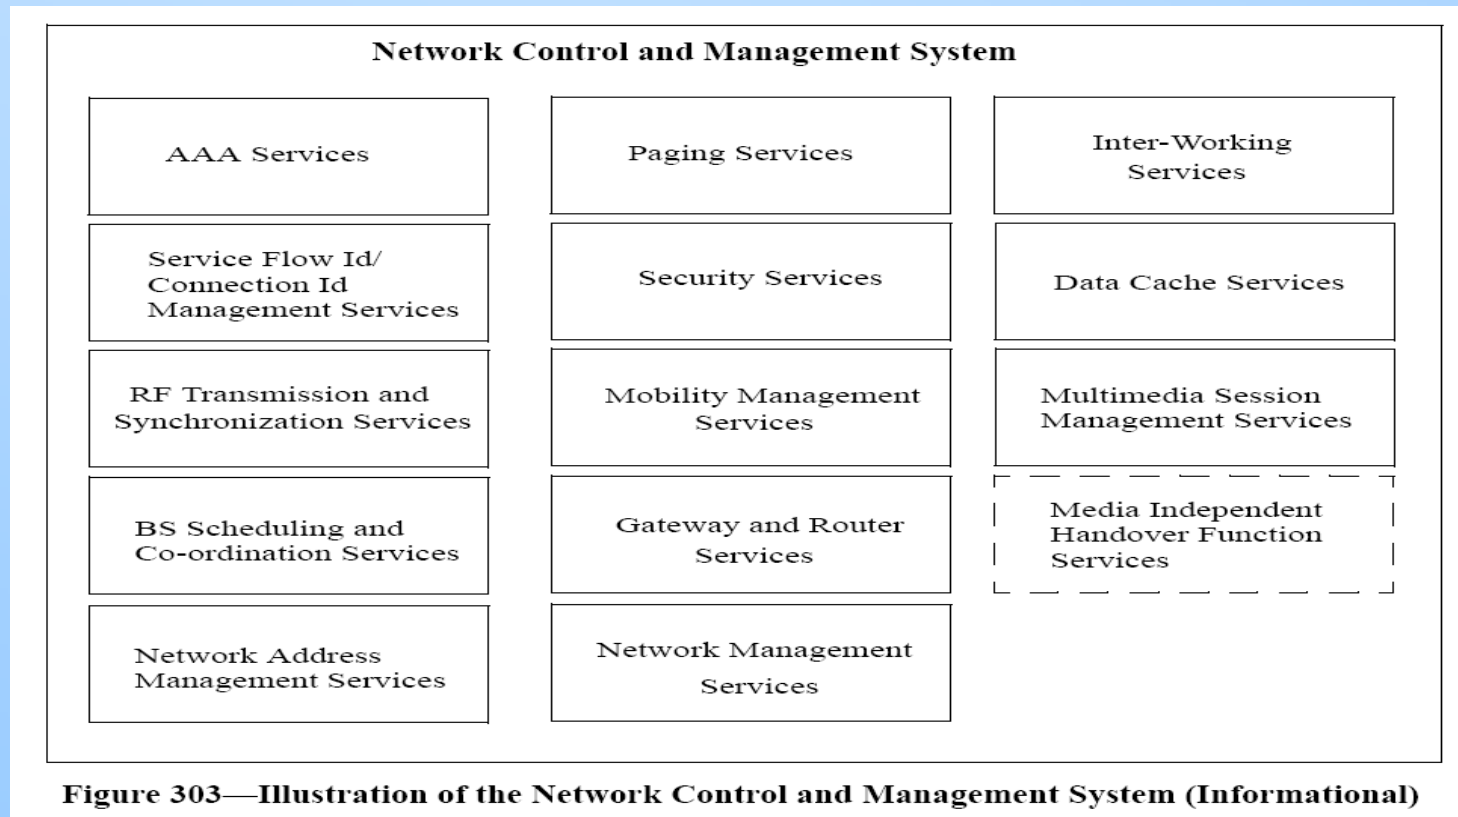 Network Control and Management System
AAA Services
Paging Services
Inter-Working
Services
Service Flow Id/
Connection Id
Management Services
Security Services
Data Cache Services
RF Transmission and
Synchronization Services
Mobility Management
Services
Multimedia Session
Management Services
BS Scheduling and
Co-ordination Services
Gateway and Router
Services
Media Independent
Handover Function
Services
Network Address
Management Services
Network Management
Services
Figure 303—Illustration of the Network Control and Management System (Informational)